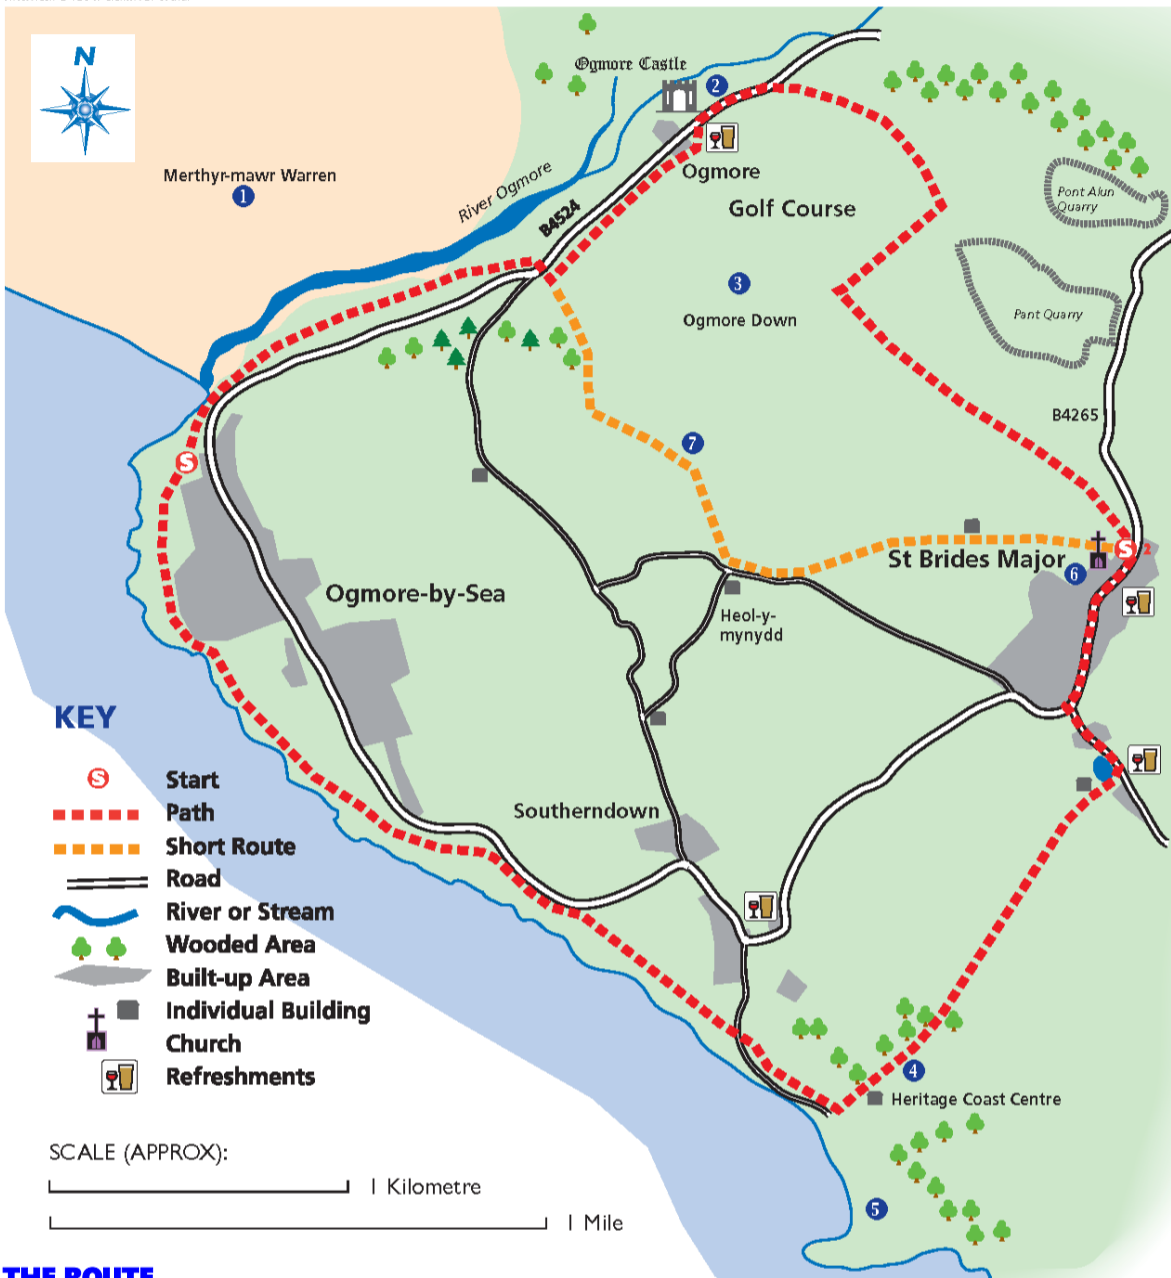 N
Ogmore Castle
2
Merthyr-mawr Warren
1
River Ogmore
B4524
Ogmore
Golf Course
Pont Alun
Quarry
3
Ogmore Down
Pant Quarry
B4265
7
S
S 2
St Brides Major
6
Ogmore-by-Sea
Heol-y-
mynydd
Southerndown
4
Heritage Coast Centre
5
KEY
S Start
Path
Short Route
Road
River or Stream
Wooded Area
Built-up Area
Individual Building
Church
Refreshments
SCALE (APPROX):
1 Kilometre
1 Mile
THE ROUTE